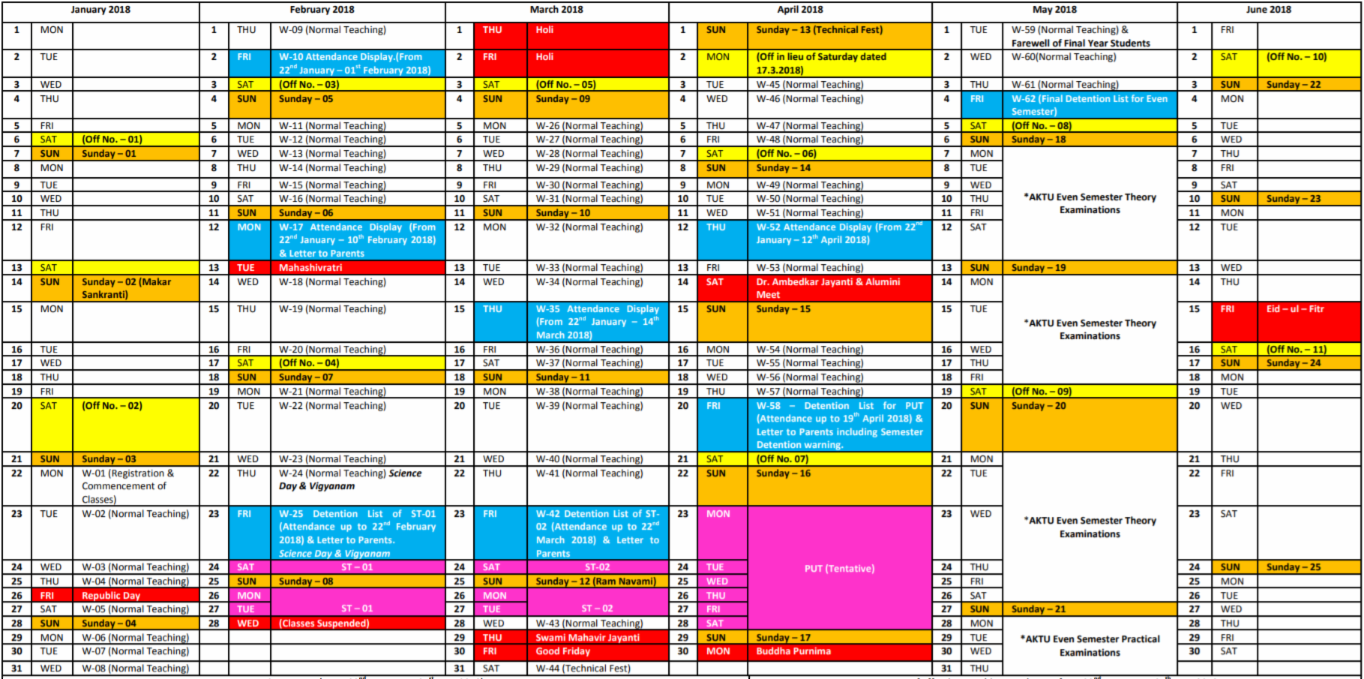 January 2018
1 MON
2 TUE
3 WED
4 THU
5 FRI
6 SAT (Off No. – 01)
7 SUN Sunday – 01
8 MON
9 TUE
10 WED
11 THU
12 FRI
13 SAT
14 SUN Sunday – 02 (Makar
Sankranti)
15 MON
16 TUE
17 WED
18 THU
19 FRI
20 SAT (Off No. – 02)
21 SUN Sunday – 03
22 MON W-01 (Registration &
Commencement of
Classes)
23 TUE W-02 (Normal Teaching)
24 WED W-03 (Normal Teaching)
25 THU W-04 (Normal Teaching)
26 FRI Republic Day
27 SAT W-05 (Normal Teaching)
28 SUN Sunday – 04
29 MON W-06 (Normal Teaching)
30 TUE W-07 (Normal Teaching)
31 WED W-08 (Normal Teaching)
February 2018
1 THU W-09 (Normal Teaching)
2 FRI W-10 Attendance Display.(From
22nd January – 01st February 2018)
3 SAT (Off No. – 03)
4 SUN Sunday – 05
5 MON W-11 (Normal Teaching)
6 TUE W-12 (Normal Teaching)
7 WED W-13 (Normal Teaching)
8 THU W-14 (Normal Teaching)
9 FRI W-15 (Normal Teaching)
10 SAT W-16 (Normal Teaching)
11 SUN Sunday – 06
12 MON W-17 Attendance Display (From
22nd January – 10th February 2018)
& Letter to Parents
13 TUE Mahashivratri
14 WED W-18 (Normal Teaching)
15 THU W-19 (Normal Teaching)
16 FRI W-20 (Normal Teaching)
17 SAT (Off No. – 04)
18 SUN Sunday – 07
19 MON W-21 (Normal Teaching)
20 TUE W-22 (Normal Teaching)
21 WED W-23 (Normal Teaching)
22 THU W-24 (Normal Teaching) Science
Day & Vigyanam
23 FRI W-25 Detention List of ST-01
(Attendance up to 22nd February
2018) & Letter to Parents.
Science Day & Vigyanam
24 SAT ST – 01
25 SUN Sunday – 08
26 MON
27 TUE ST – 01
28 WED (Classes Suspended)
March 2018
1 THU Holi
2 FRI Holi
3 SAT (Off No. – 05)
4 SUN Sunday – 09
5 MON W-26 (Normal Teaching)
6 TUE W-27 (Normal Teaching)
7 WED W-28 (Normal Teaching)
8 THU W-29 (Normal Teaching)
9 FRI W-30 (Normal Teaching)
10 SAT W-31 (Normal Teaching)
11 SUN Sunday – 10
12 MON W-32 (Normal Teaching)
13 TUE W-33 (Normal Teaching)
14 WED W-34 (Normal Teaching)
15 THU W-35 Attendance Display
(From 22nd January – 14th
March 2018)
16 FRI W-36 (Normal Teaching)
17 SAT W-37 (Normal Teaching)
18 SUN Sunday – 11
19 MON W-38 (Normal Teaching)
20 TUE W-39 (Normal Teaching)
21 WED W-40 (Normal Teaching)
22 THU W-41 (Normal Teaching)
23 FRI W-42 Detention List of ST-
02 (Attendance up to 22nd
March 2018) & Letter to
Parents
24 SAT ST-02
25 SUN Sunday – 12 (Ram Navami)
26 MON
27 TUE ST – 02
28 WED W-43 (Normal Teaching)
29 THU Swami Mahavir Jayanti
30 FRI Good Friday
31 SAT W-44 (Technical Fest)
April 2018
1 SUN Sunday – 13 (Technical Fest)
2 MON (Off in lieu of Saturday dated
17.3.2018)
3 TUE W-45 (Normal Teaching)
4 WED W-46 (Normal Teaching)
5 THU W-47 (Normal Teaching)
6 FRI W-48 (Normal Teaching)
7 SAT (Off No. – 06)
8 SUN Sunday – 14
9 MON W-49 (Normal Teaching)
10 TUE W-50 (Normal Teaching)
11 WED W-51 (Normal Teaching)
12 THU W-52 Attendance Display (From 22nd
January – 12th April 2018)
13 FRI W-53 (Normal Teaching)
14 SAT Dr. Ambedkar Jayanti & Alumini
Meet
15 SUN Sunday – 15
16 MON W-54 (Normal Teaching)
17 TUE W-55 (Normal Teaching)
18 WED W-56 (Normal Teaching)
19 THU W-57 (Normal Teaching)
20 FRI W-58 – Detention List for PUT
(Attendance up to 19th April 2018) &
Letter to Parents including Semester
Detention warning.
21 SAT (Off No. 07)
22 SUN Sunday – 16
23 MON
24 TUE PUT (Tentative)
25 WED
26 THU
27 FRI
28 SAT
29 SUN Sunday – 17
30 MON Buddha Purnima
May 2018
1 TUE W-59 (Normal Teaching) &
Farewell of Final Year Students
2 WED W-60(Normal Teaching)
3 THU W-61 (Normal Teaching)
4 FRI W-62 (Final Detention List for Even
Semester)
5 SAT (Off No. – 08)
6 SUN Sunday – 18
7 MON
8 TUE
9 WED *AKTU Even Semester Theory
10 THU Examinations
11 FRI
12 SAT
13 SUN Sunday – 19
14 MON
15 TUE *AKTU Even Semester Theory
Examinations
16 WED
17 THU
18 FRI
19 SAT (Off No. – 09)
20 SUN Sunday – 20
21 MON
22 TUE
23 WED *AKTU Even Semester Theory
Examinations
24 THU
25 FRI
26 SAT
27 SUN Sunday – 21
28 MON
29 TUE *AKTU Even Semester Practical
30 WED Examinations
31 THU
June 2018
1 FRI
2 SAT (Off No. – 10)
3 SUN Sunday – 22
4 MON
5 TUE
6 WED
7 THU
8 FRI
9 SAT
10 SUN Sunday – 23
11 MON
12 TUE
13 WED
14 THU
15 FRI Eid – ul – Fitr
16 SAT (Off No. – 11)
17 SUN Sunday – 24
18 MON
19 TUE
20 WED
21 THU
22 FRI
23 SAT
24 SUN Sunday – 25
25 MON
26 TUE
27 WED
28 THU
29 FRI
30 SAT